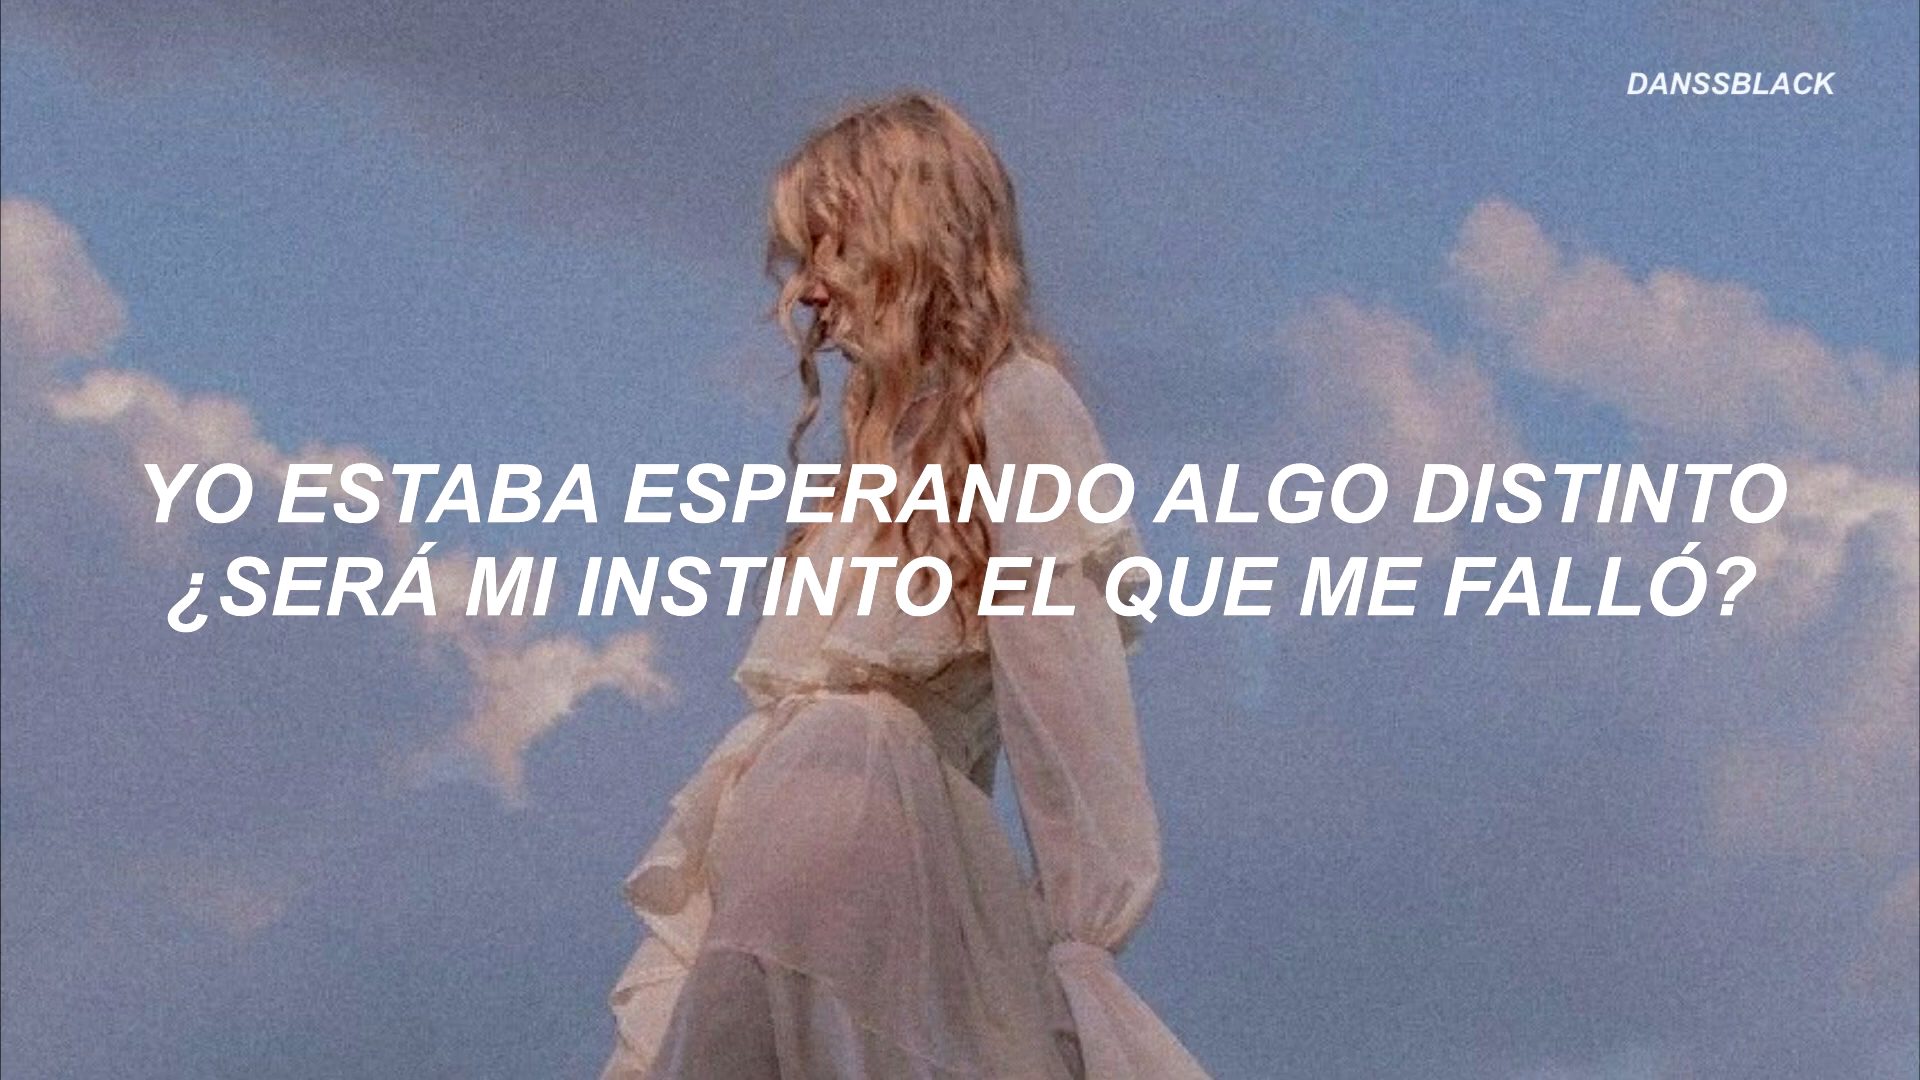 DANSSBLACK
YO ESTABA ESPERANDO ALGO DISTINTO
¿SERÁ MI INSTINTO EL QUE ME FALLÓ?